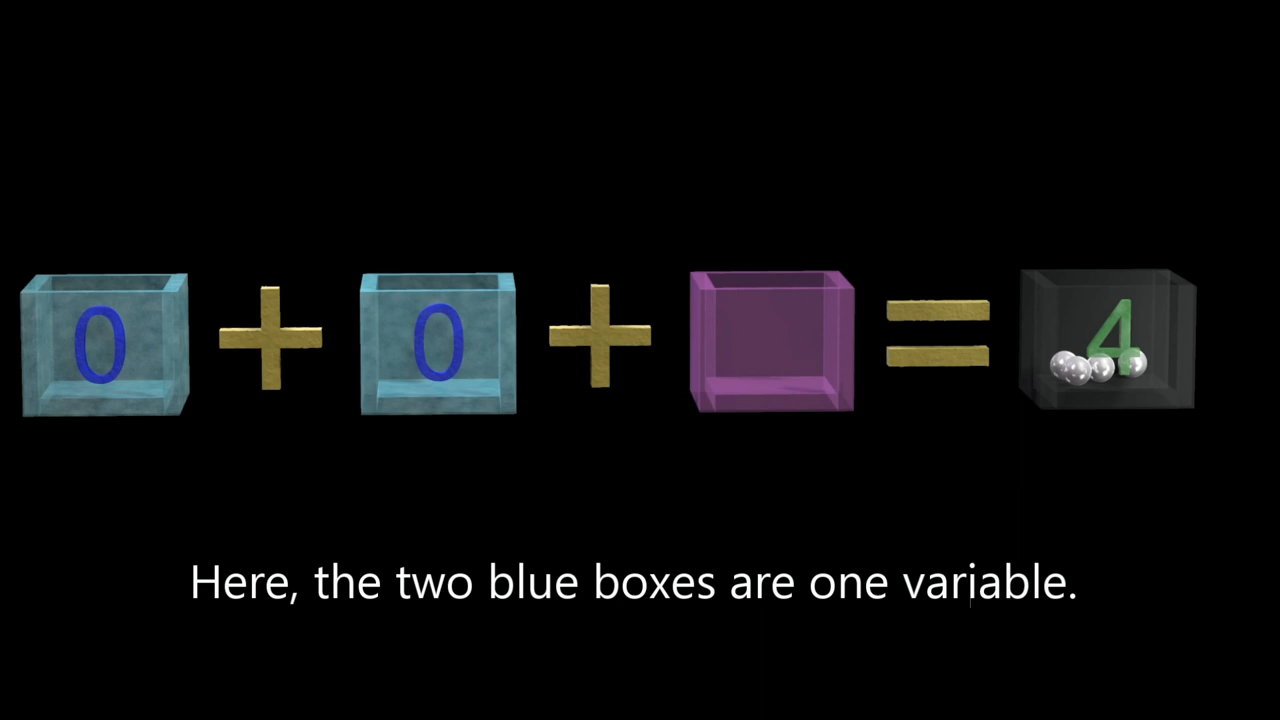 0 + 0 + = 4
Here, the two blue boxes are one variable.